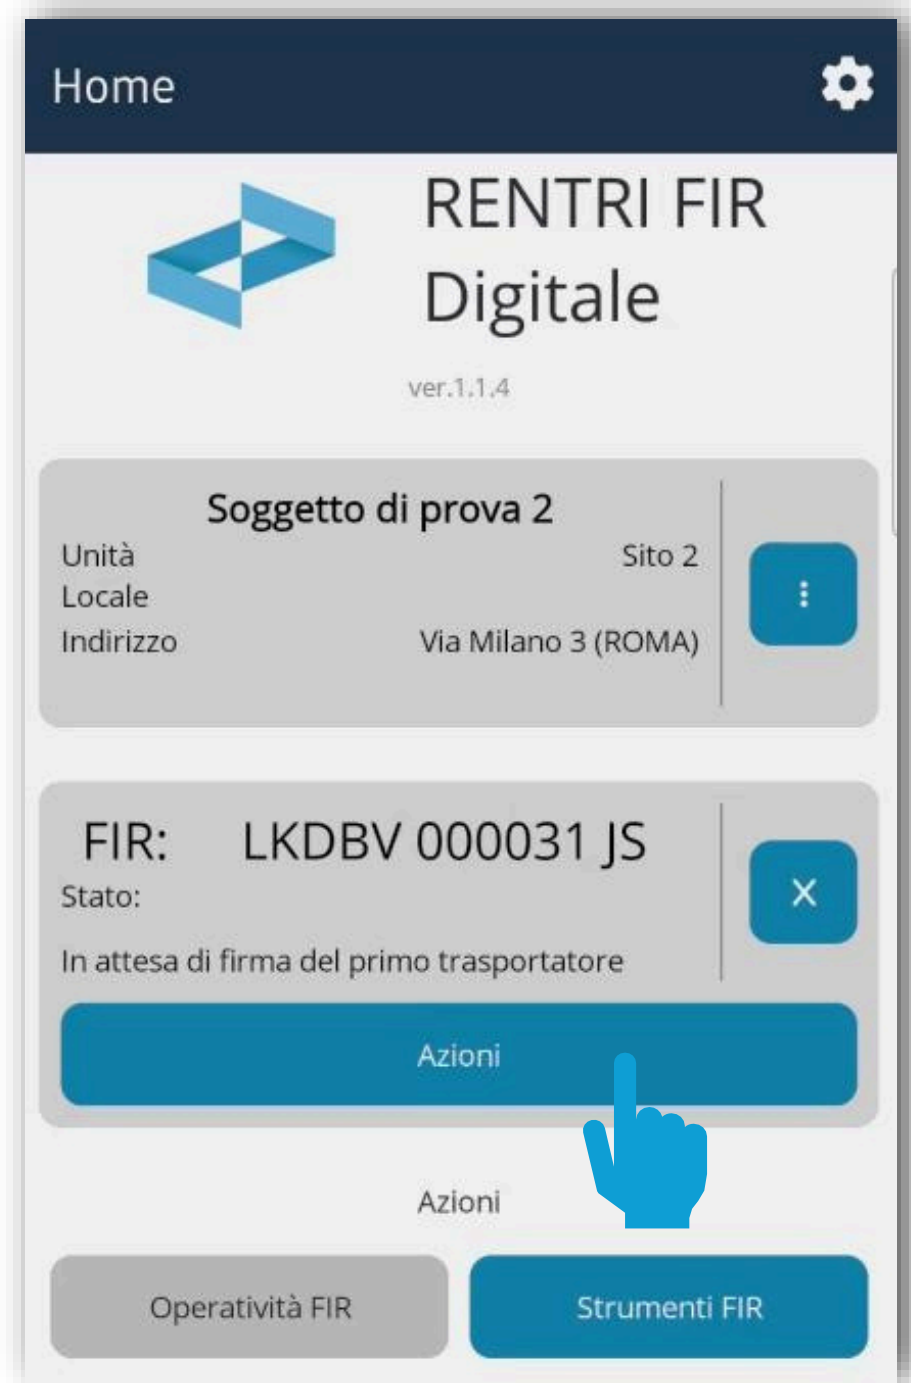 Home
RENTRI FIR
Digitale
ver.1.1.4
Soggetto di prova 2
Unità Locale Sito 2
Indirizzo Via Milano 3 (ROMA)
FIR: LKDBV 000031 JS
Stato:
In attesa di firma del primo trasportatore
Azioni
Azioni
Operatività FIR Strumenti FIR